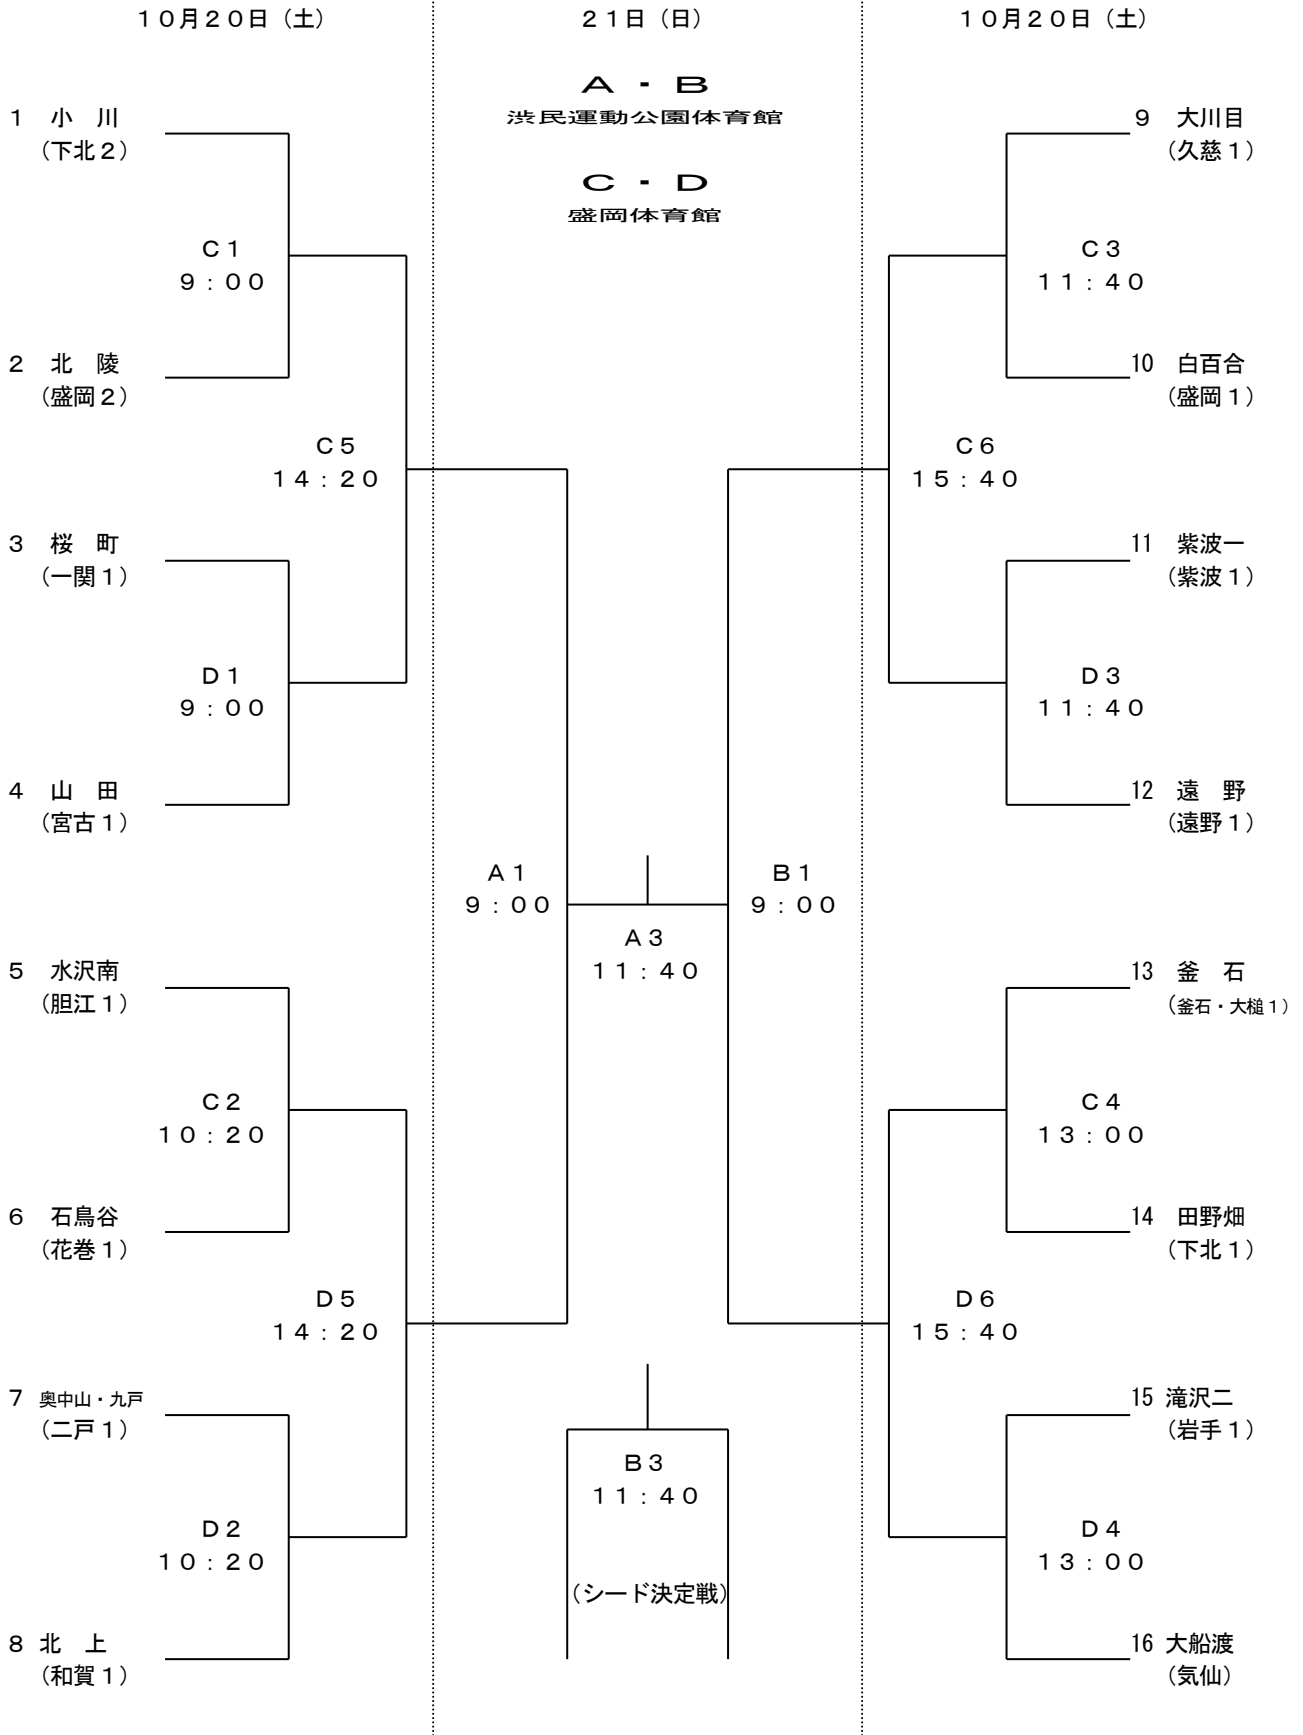 １０月２０日（土）
２１日（日）
１０月２０日（土）
Ａ・Ｂ
渋民運動公園体育館
Ｃ・Ｄ
盛岡体育館
1 小　川
（下北２）
Ｃ１
９：００
2 北　陵
（盛岡２）
Ｃ５
１４：２０
3 桜　町
（一関１）
Ｄ１
９：００
4 山　田
（宮古１）
5 水沢南
（胆江１）
Ｃ２
１０：２０
6 石鳥谷
（花巻１）
Ｄ５
１４：２０
7 奥中山・九戸
（二戸１）
Ｄ２
１０：２０
8 北　上
（和賀１）
Ａ１
９：００
Ａ３
１１：４０
Ｂ１
９：００
Ｂ３
１１：４０
（シード決定戦）
9 大川目
（久慈１）
Ｃ３
１１：４０
10 白百合
（盛岡１）
Ｃ６
１５：４０
11 紫波一
（紫波１）
Ｄ３
１１：４０
12 遠　野
（遠野１）
13 釜　石
（釜石・大槌１）
Ｃ４
１３：００
14 田野畑
（下北１）
Ｄ６
１５：４０
15 滝沢二
（岩手１）
Ｄ４
１３：００
16 大船渡
（気仙）